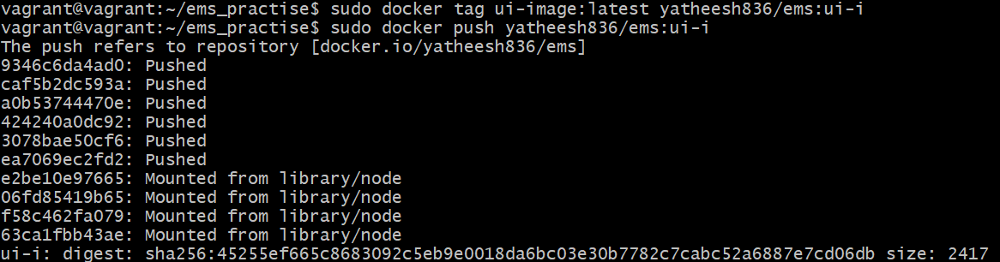 vagrant@vagrant:~/ems_practise$ sudo docker tag ui-image:latest yatheesh836/ems:ui-i
vagrant@vagrant:~/ems_practise$ sudo docker push yatheesh836/ems:ui-i
The push refers to repository [docker.io/yatheesh836/ems]
9346c6da4ad0: Pushed
caf5b2dc593a: Pushed
a0b53744470e: Pushed
424240a0dc92: Pushed
3078bae50cf6: Pushed
ea7069ec2fd2: Pushed
e2be10e97665: Mounted from library/node
06fd85419b65: Mounted from library/node
f58c462fa079: Mounted from library/node
63ca1fbb43ae: Mounted from library/node
ui-i: digest: sha256:45255ef665c8683092c5eb9e0018da6bc03e30b7782c7cabc52a6887e7cd06db size: 2417